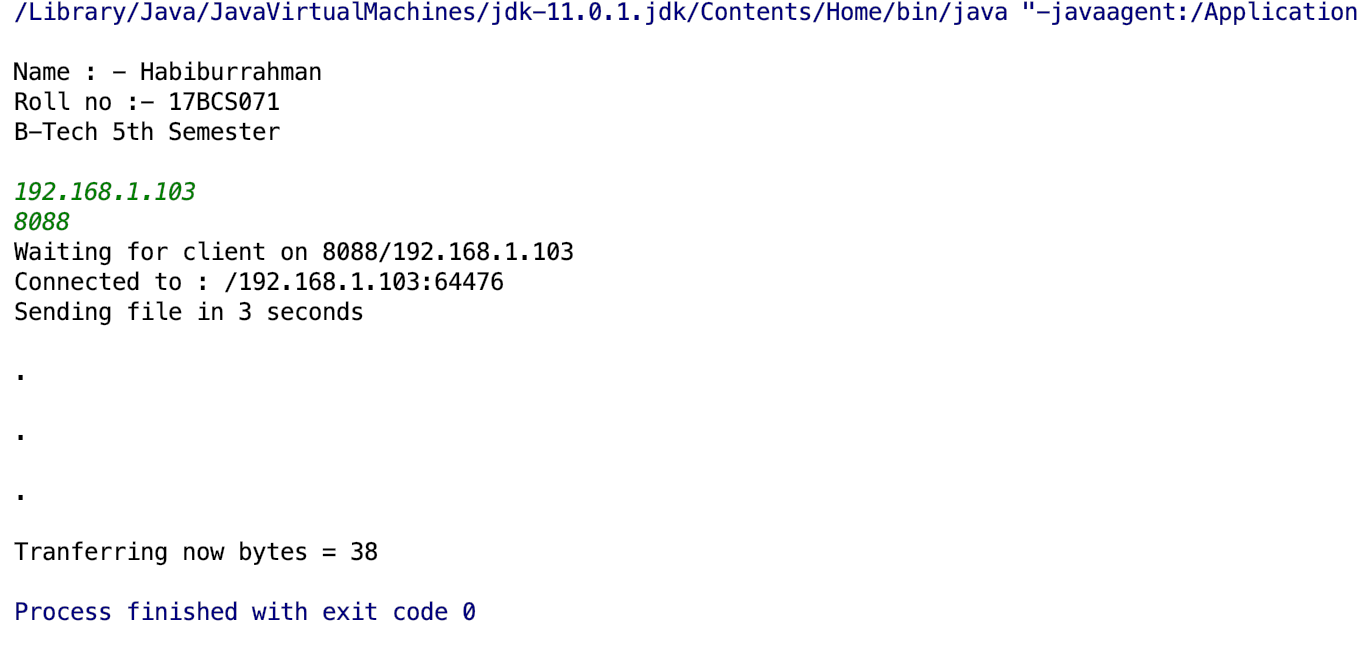 /Library/Java/JavaVirtualMachines/jdk-11.0.1.jdk/Contents/Home/bin/java "-javaagent:/Application
Name : - Habiburrahman
Roll no :- 17BCS071
B-Tech 5th Semester
192.168.1.103
8088
Waiting for client on 8088/192.168.1.103
Connected to : /192.168.1.103:64476
Sending file in 3 seconds
.
.
.
Tranferring now bytes = 38
Process finished with exit code 0